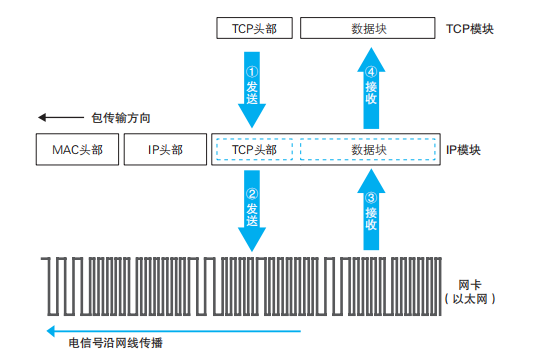 TCP头部 数据块 TCP模块
①发送 ④接收
包传输方向
MAC头部 IP头部 TCP头部 数据块 IP模块
②发送 ③接收
网卡
(以太网)
电信号沿网线传播